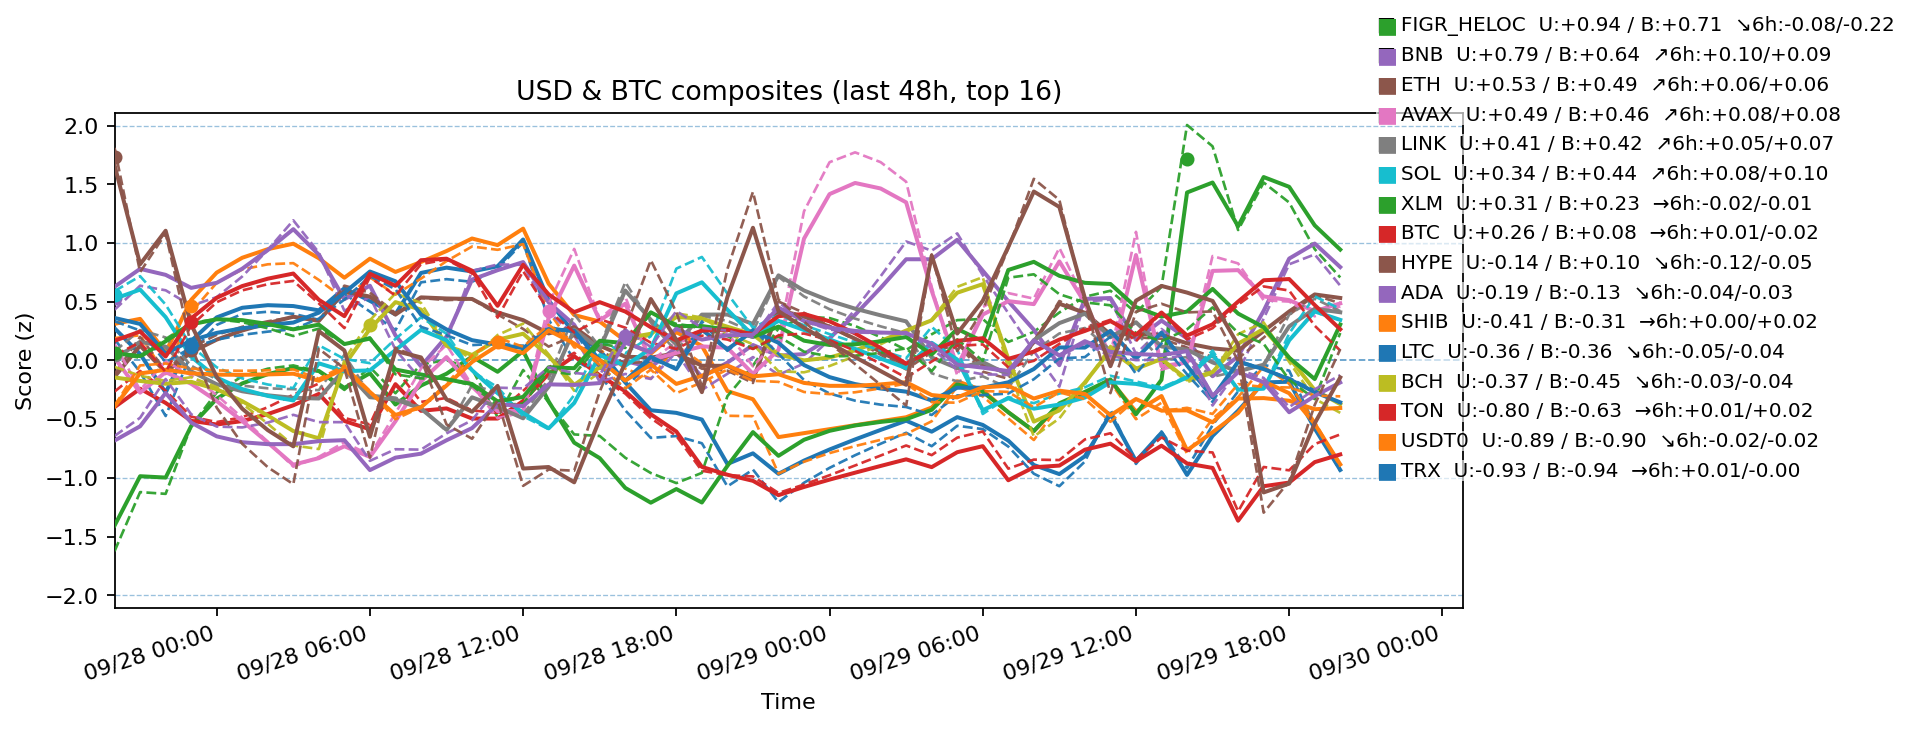 FIGR_HELOC U:+0.94 / B:+0.71 ↘6h:-0.08/-0.22
BNB U:+0.79 / B:+0.64 ↗6h:+0.10/+0.09
ETH U:+0.53 / B:+0.49 ↗6h:+0.06/+0.06
AVAX U:+0.49 / B:+0.46 ↗6h:+0.08/+0.08
LINK U:+0.41 / B:+0.42 ↗6h:+0.05/+0.07
SOL U:+0.34 / B:+0.44 ↗6h:+0.08/+0.10
XLM U:+0.31 / B:+0.23 →6h:-0.02/-0.01
BTC U:+0.26 / B:+0.08 →6h:+0.01/-0.02
HYPE U:-0.14 / B:+0.10 ↘6h:-0.12/-0.05
ADA U:-0.19 / B:-0.13 ↘6h:-0.04/-0.03
SHIB U:-0.41 / B:-0.31 →6h:+0.00/+0.02
LTC U:-0.36 / B:-0.36 ↘6h:-0.05/-0.04
BCH U:-0.37 / B:-0.45 ↘6h:-0.03/-0.04
TON U:-0.80 / B:-0.63 →6h:+0.01/+0.02
USDT0 U:-0.89 / B:-0.90 ↘6h:-0.02/-0.02
TRX U:-0.93 / B:-0.94 →6h:+0.01/-0.00
USD & BTC composites (last 48h, top 16)
Score (z)
2.0
1.5
1.0
0.5
0.0
−0.5
−1.0
−1.5
−2.0
09/28 00:00
09/28 06:00
09/28 12:00
09/28 18:00
09/29 00:00
09/29 06:00
09/29 12:00
09/29 18:00
09/30 00:00
Time